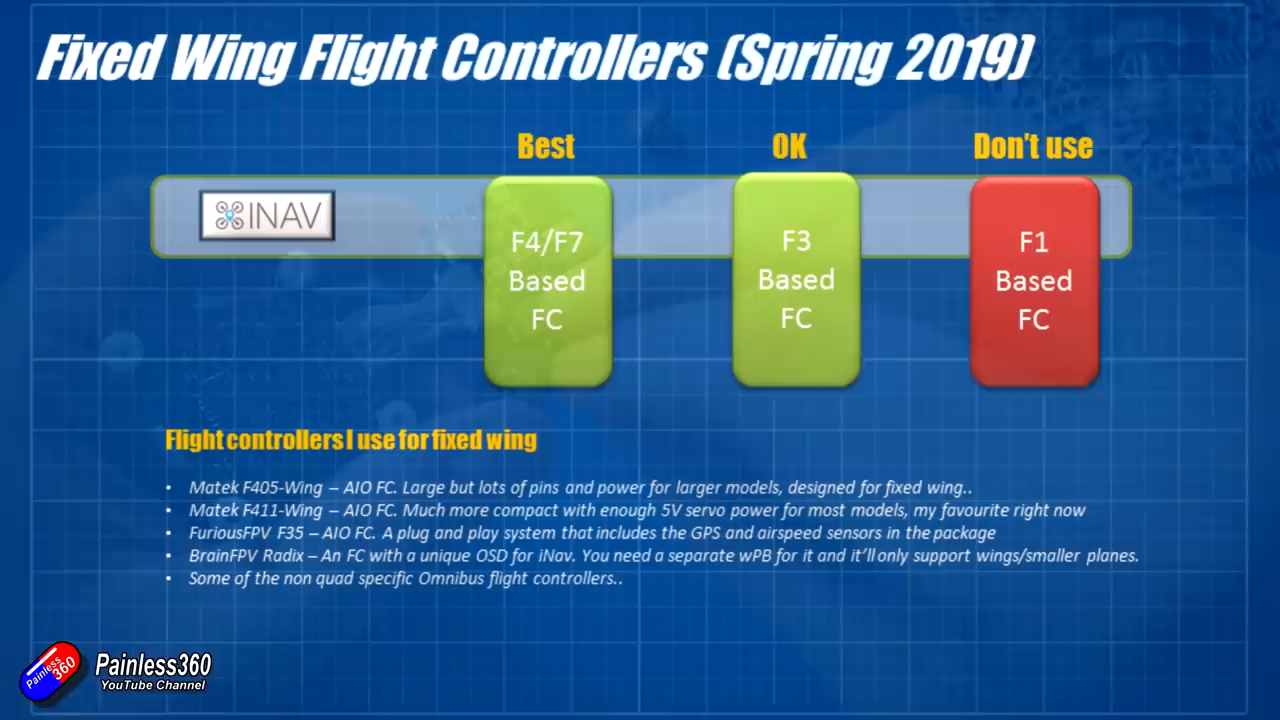 Fixed Wing Flight Controllers (Spring 2019)
Best OK Don't use
INAV
F4/F7
Based
FC
F3
Based
FC
F1
Based
FC
Flight controllers I use for fixed wing
• Matek F405-Wing – AIO FC. Large but lots of pins and power for larger models, designed for fixed wing..
• Matek F411-Wing – AIO FC. Much more compact with enough 5V servo power for most models, my favourite right now
• FuriousFPV F35 – AIO FC. A plug and play system that includes the GPS and airspeed sensors in the package
• BrainFPV Radix – An FC with a unique OSD for iNav. You need a separate wPB for it and it'll only support wings/smaller planes.
• Some of the non quad specific Omnibus flight controllers..
Painless
360
Painless360
YouTube Channel